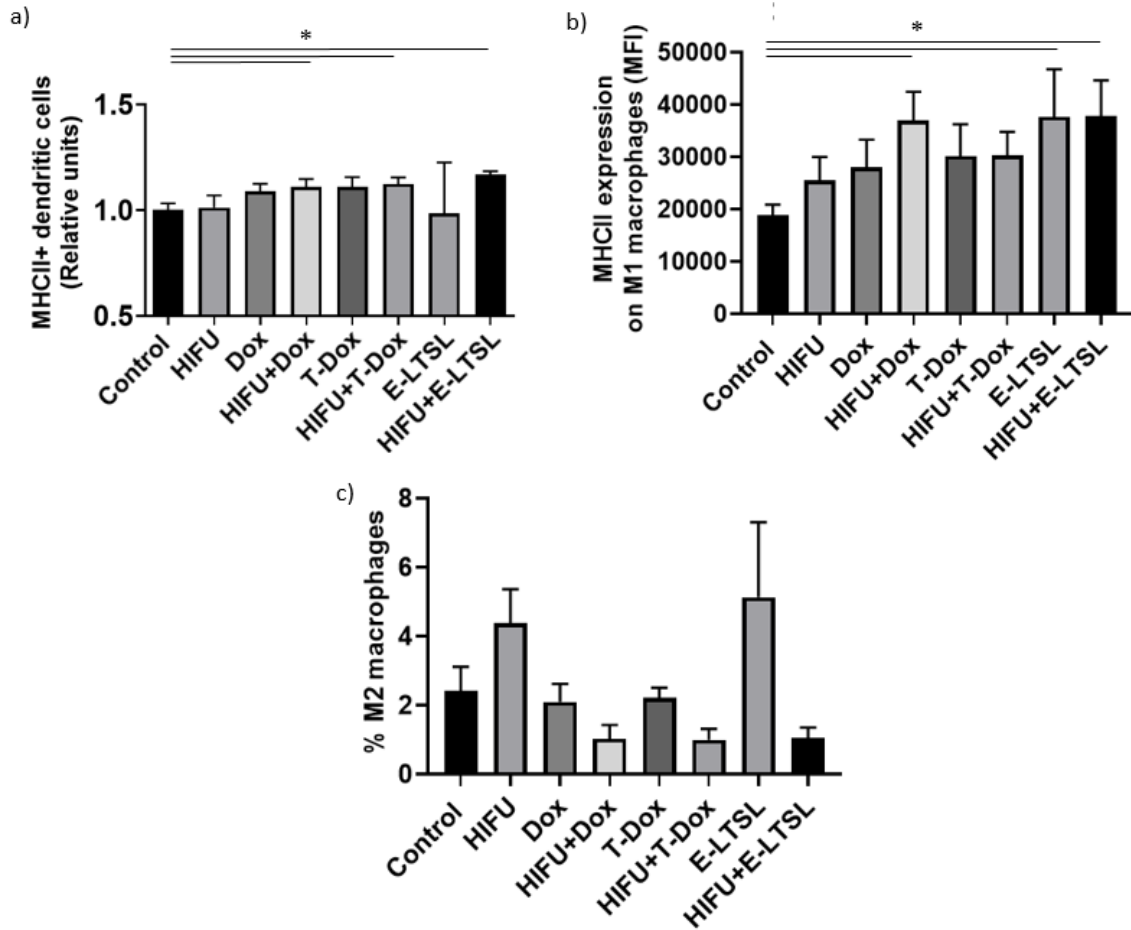 a)
*
MHCII+ dendritic cells
(Relative units)
1.5
1.0
0.5
Control
HIFU
Dox
HIFU+Dox
T-Dox
HIFU+T-Dox
E-LTSL
HIFU+E-LTSL
b)
*
MHCII expression
on M1 macrophages (MFI)
50000
40000
30000
20000
10000
0
Control
HIFU
Dox
HIFU+Dox
T-Dox
HIFU+T-Dox
E-LTSL
HIFU+E-LTSL
c)
% M2 macrophages
8
6
4
2
0
Control
HIFU
Dox
HIFU+Dox
T-Dox
HIFU+T-Dox
E-LTSL
HIFU+E-LTSL